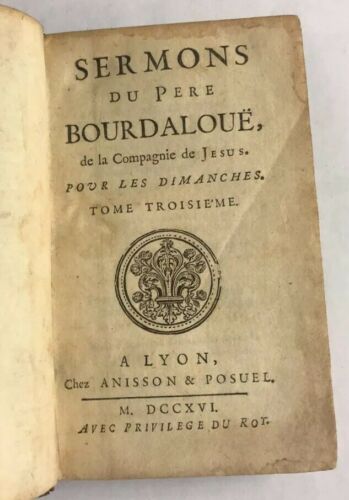 SERMONS
DU PERE
BOURDALOUË,
de la Compagnie de JESUS.
POUR LES DIMANCHES.
TOME TROISIE'ME.
A LYON,
Chez ANISSON & POSUEL.
M. DCCXVI.
AVEC PRIVILEGE DU ROY.